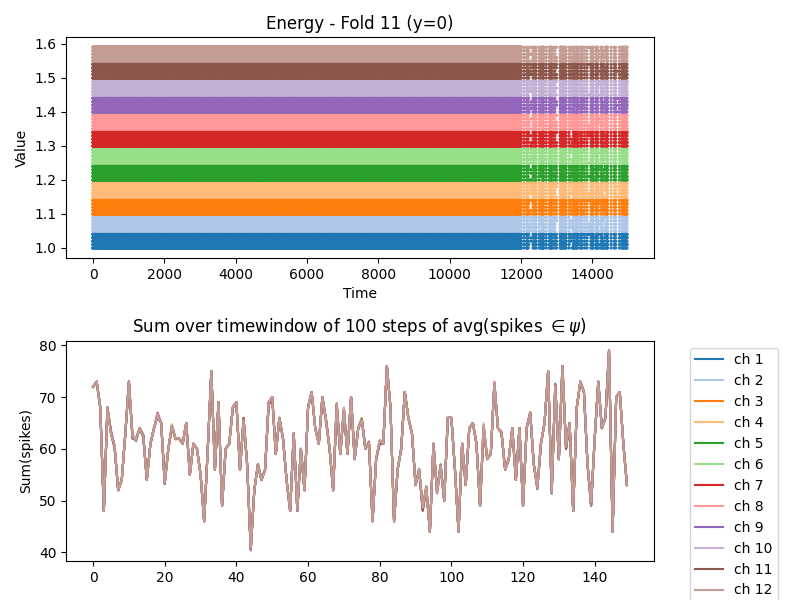 Energy - Fold 11 (y=0)
Value
1.6
1.5
1.4
1.3
1.2
1.1
1.0
0 2000 4000 6000 8000 10000 12000 14000
Time
Sum over timewindow of 100 steps of avg(spikes ∈ψ)
Sum(spikes)
80
70
60
50
40
0 20 40 60 80 100 120 140
ch 1
ch 2
ch 3
ch 4
ch 5
ch 6
ch 7
ch 8
ch 9
ch 10
ch 11
ch 12